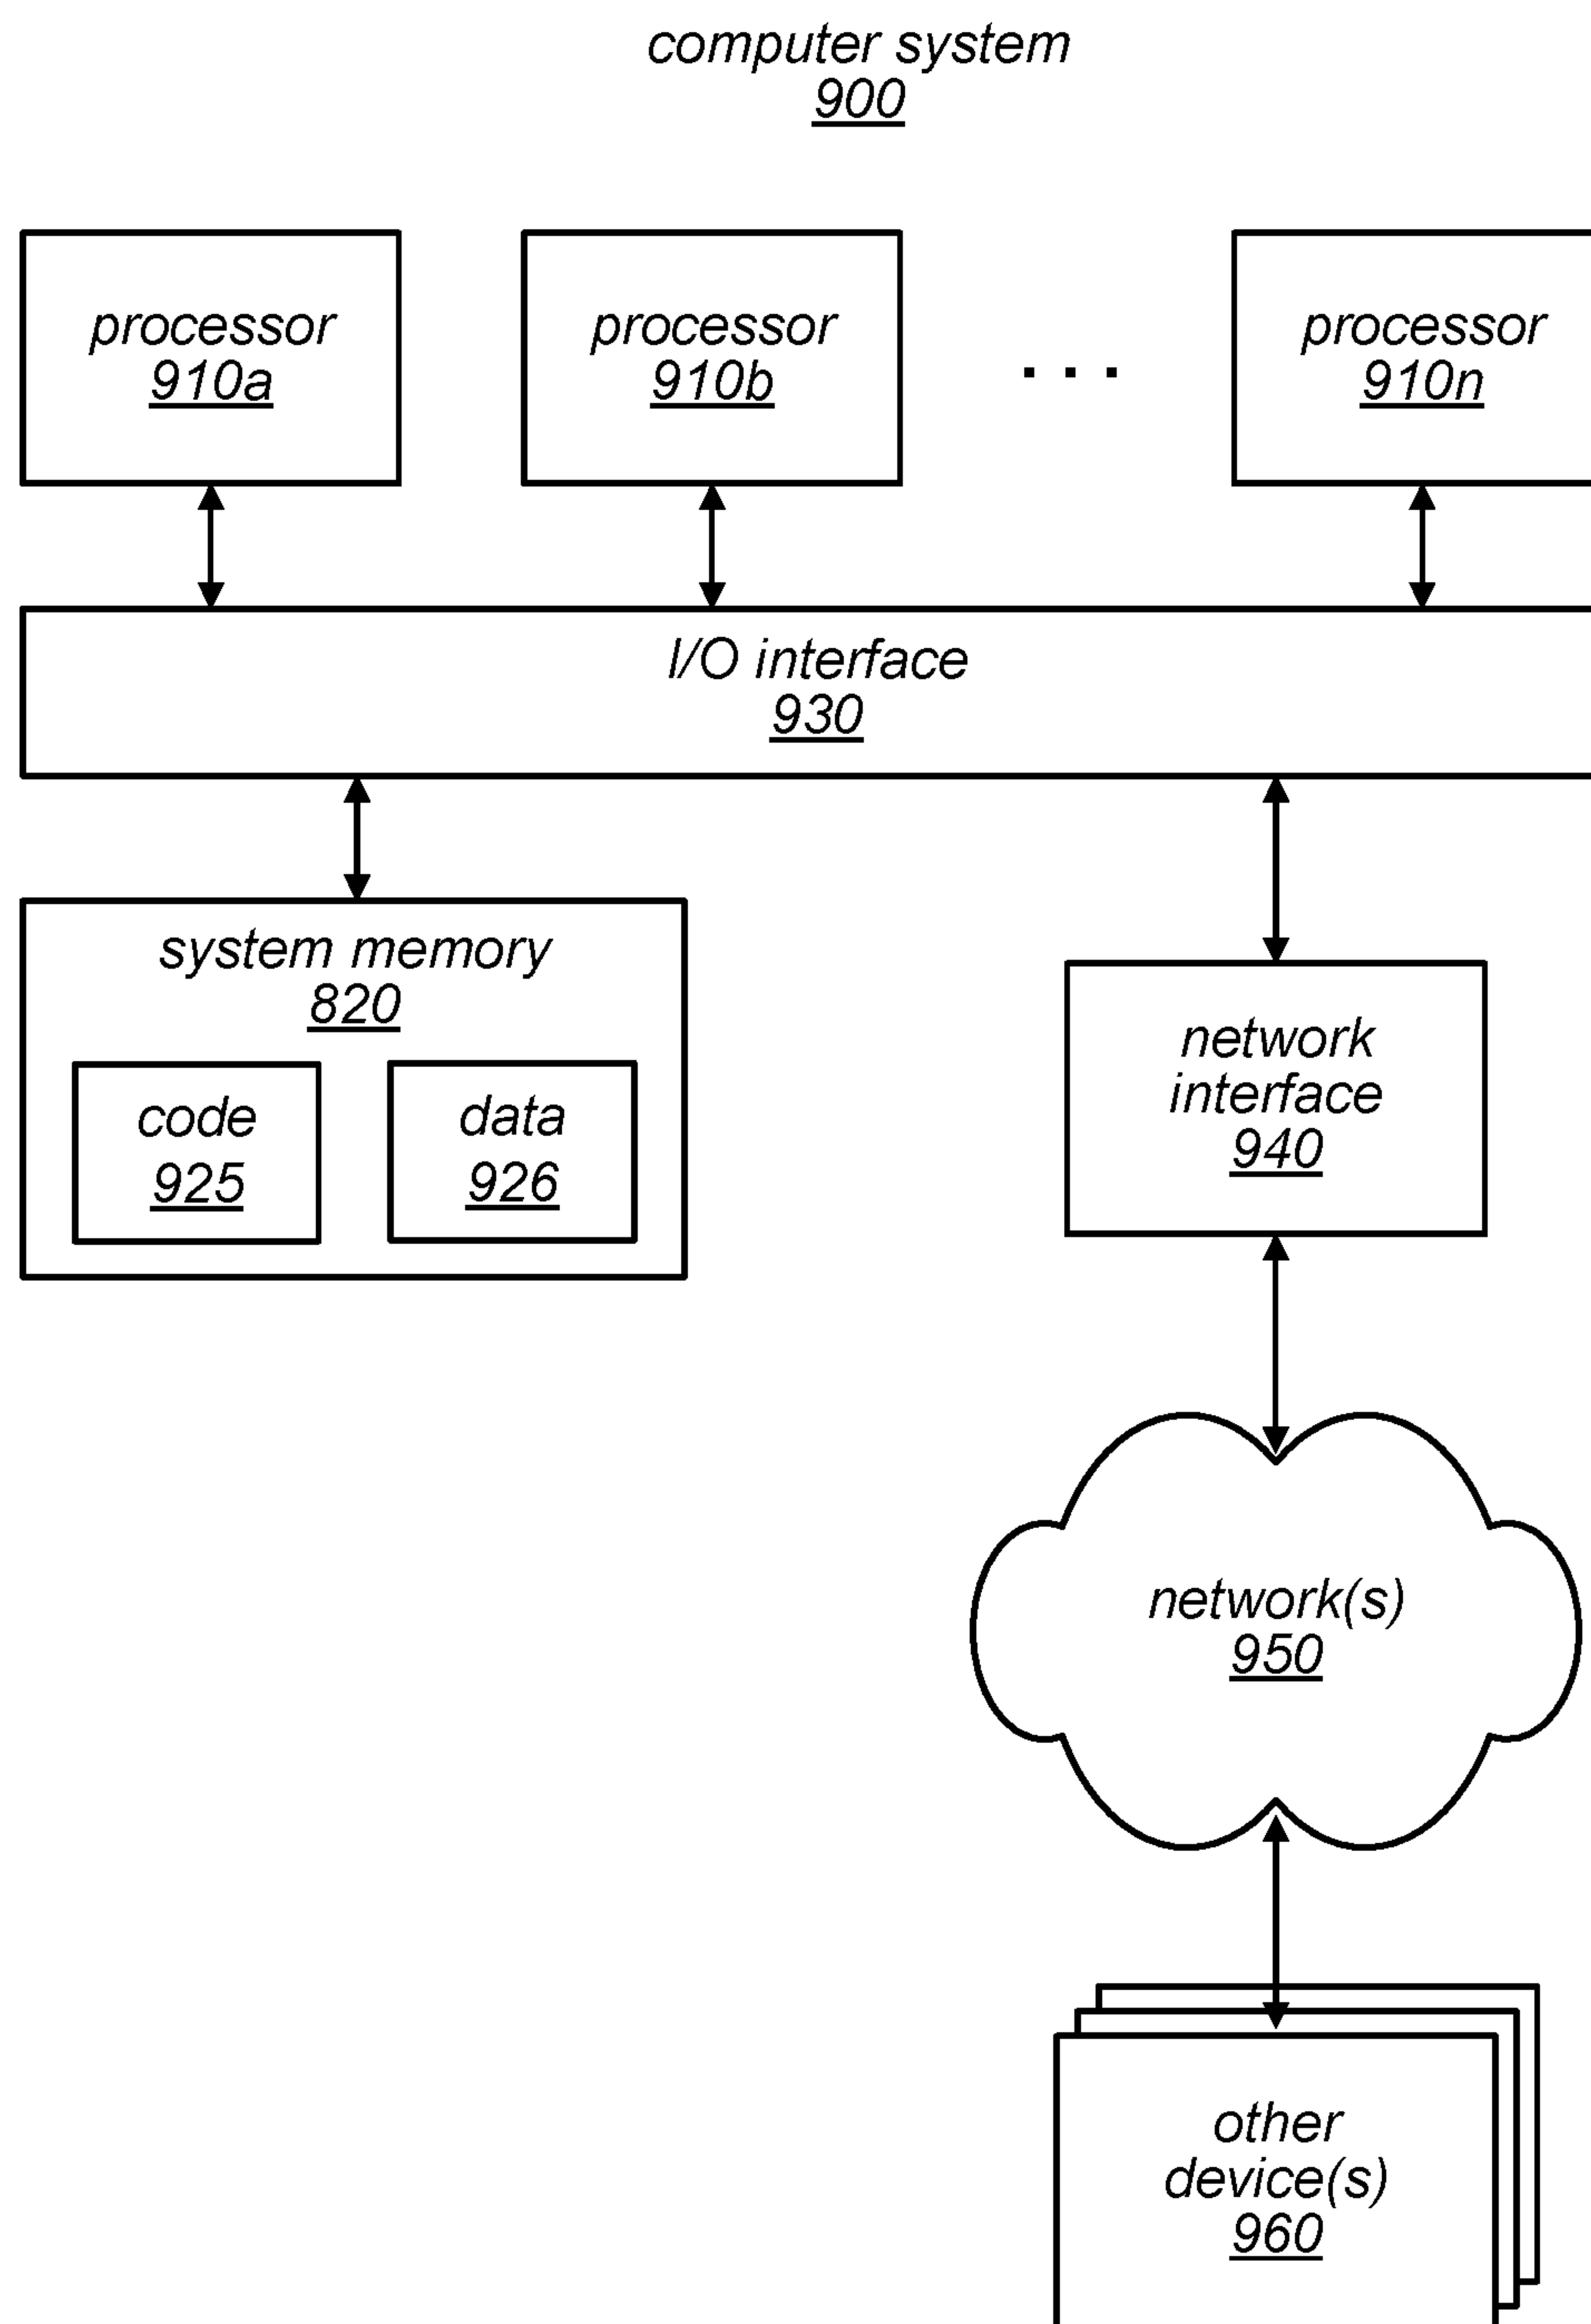 computer system
900
processor
910a
processor
910b
. . .
processor
910n
I/O interface
930
system memory
820
code
925
data
926
network
interface
940
network(s)
950
other
device(s)
960